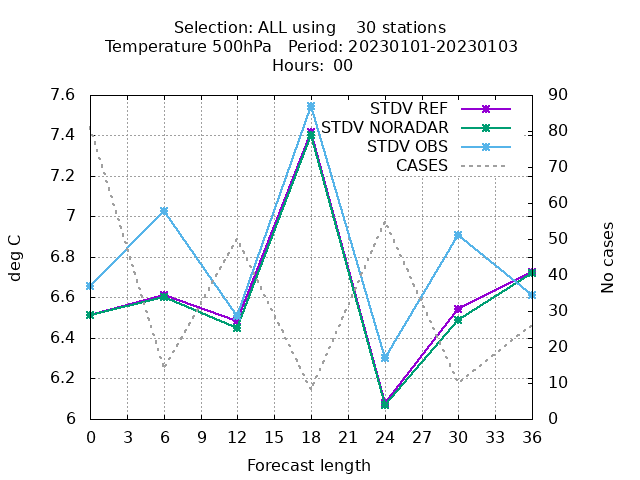 Selection: ALL using    30 stations
Temperature 500hPa   Period: 20230101-20230103
Hours:  00
7.6
7.4
7.2
7
6.8
6.6
6.4
6.2
6
deg C
STDV REF
STDV NORADAR
STDV OBS
CASES
90
80
70
60
50
40
30
20
10
0
No cases
0 3 6 9 12 15 18 21 24 27 30 33 36
Forecast length